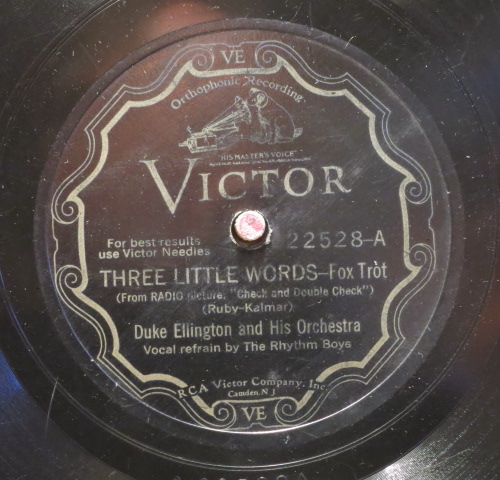 VE
Orthophonic Recording
"HIS MASTER'S VOICE"
VICTOR
For best results
use Victor Needles
22528-A
THREE LITTLE WORDS—Fox Tròt
(From RADIO picture, "Check and Double Check")
(Ruby-Kalmar)
Duke Ellington and His Orchestra
Vocal refrain by The Rhythm Boys
RCA Victor Company, Inc.
Camden, N J
VE